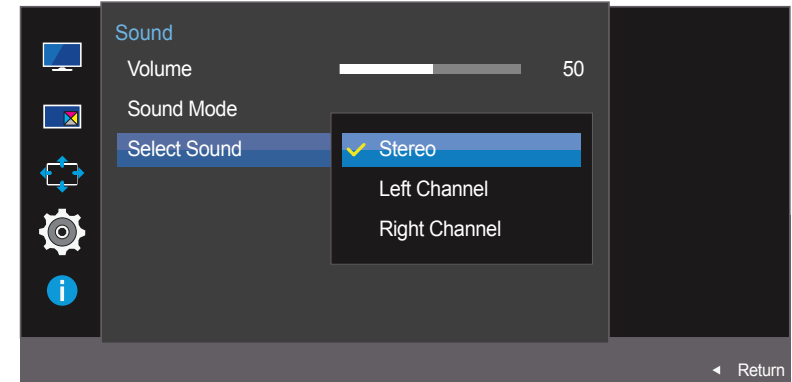 Sound
Volume 50
Sound Mode
Select Sound
Stereo
Left Channel
Right Channel
Return